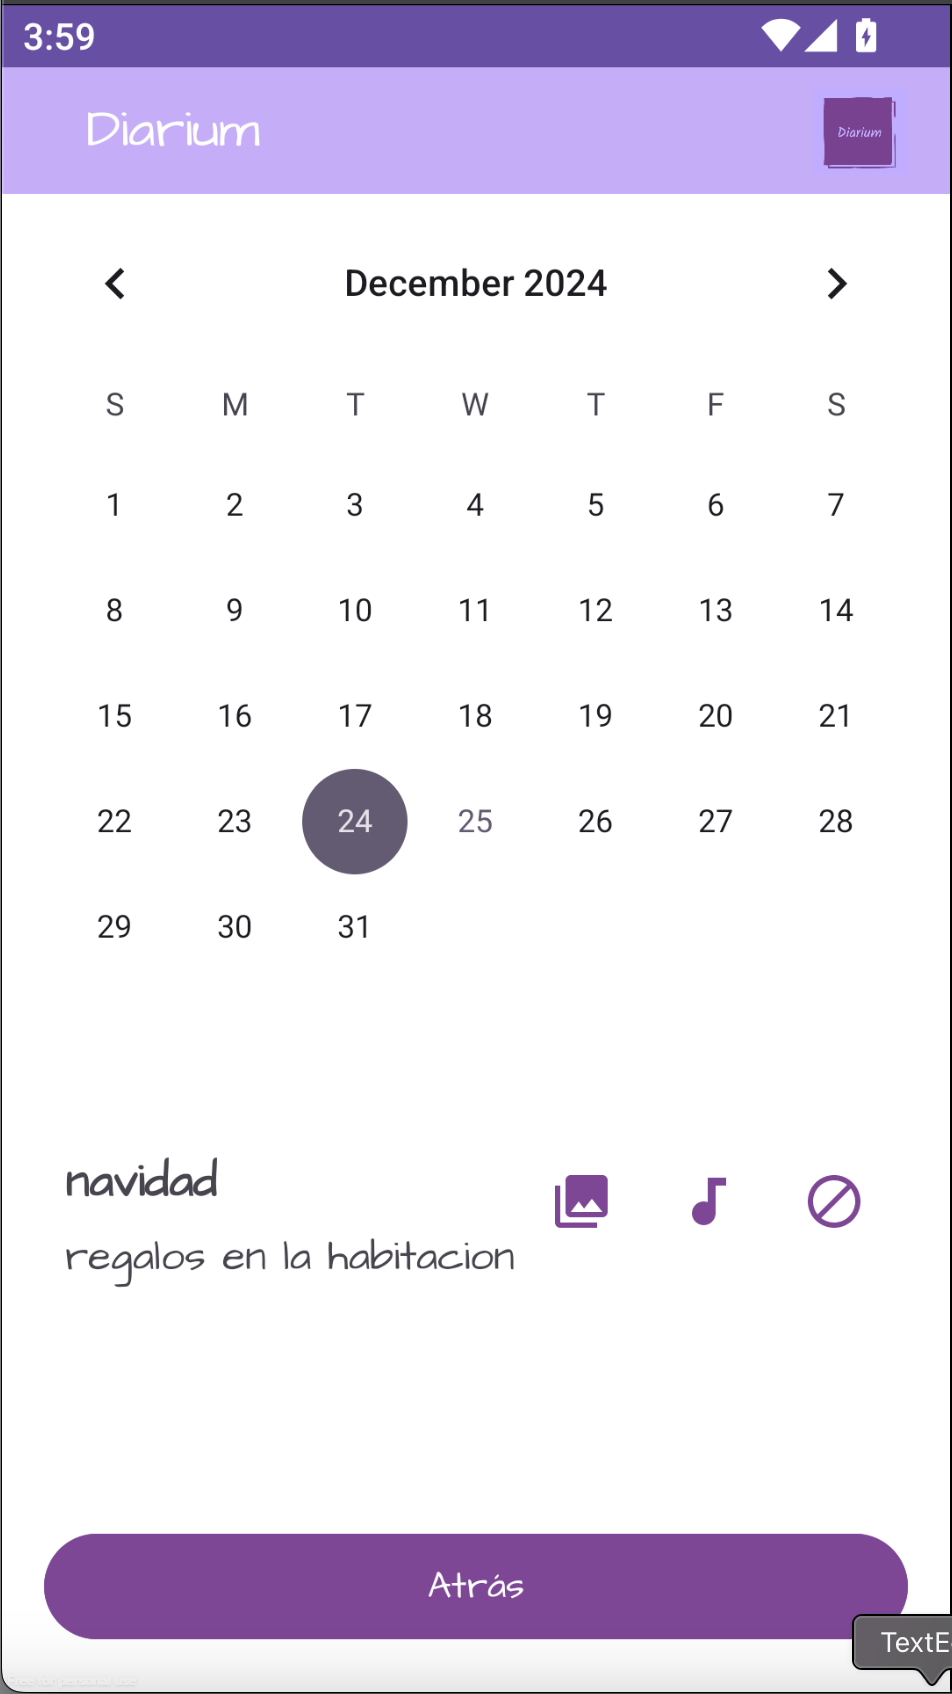 3:59
Diarium
Diarium
December 2024
S M T W T F S
1 2 3 4 5 6 7
8 9 10 11 12 13 14
15 16 17 18 19 20 21
22 23 24 25 26 27 28
29 30 31
navidad
regalos en la habitacion
Atrás
TextE